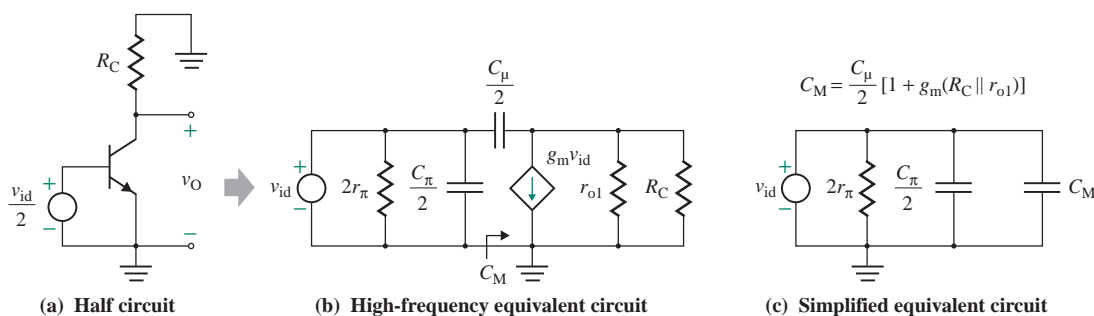 R_C
+
v_O
−
+
v_id/2
−
(a) Half circuit
C_μ/2
+
v_id
−
2r_π
C_π/2
g_m v_id
r_o1
R_C
C_M
(b) High-frequency equivalent circuit
C_M = C_μ/2 [1 + g_m(R_C || r_o1)]
+
v_id
−
2r_π
C_π/2
C_M
(c) Simplified equivalent circuit